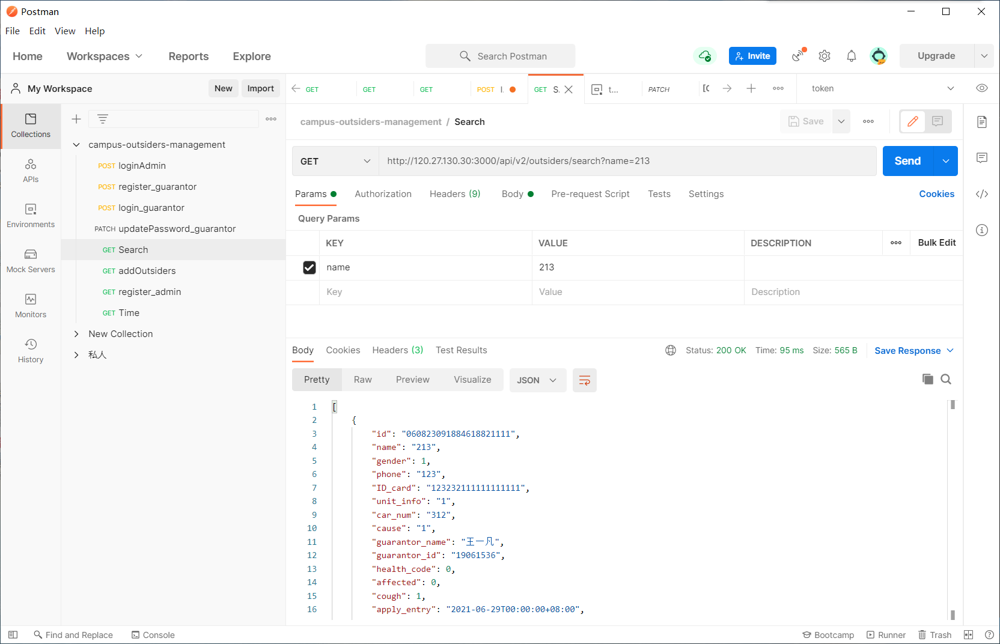 Postman
File Edit View Help
Home Workspaces Reports Explore Search Postman Invite Upgrade
My Workspace New Import GET GET GET POST GET S. t... PATCH token
Collections
campus-outsiders-management / Search Save
campus-outsiders-management
GET http://120.27.130.30:3000/api/v2/outsiders/search?name=213 Send
POST loginAdmin
APIs
POST register_guarantor
Params Authorization Headers (9) Body Pre-request Script Tests Settings Cookies
POST login_guarantor
Environments
Query Params
PATCH updatePassword_guarantor
KEY VALUE DESCRIPTION ••• Bulk Edit
GET Search
name 213
Mock Servers
GET addOutsiders
GET register_admin
Key Value Description
Monitors
GET Time
New Collection
History
私人
Body Cookies Headers (3) Test Results Status: 200 OK Time: 95 ms Size: 565 B Save Response
Pretty Raw Preview Visualize JSON
1 [
2 {
3 "id": "060823091884618821111",
4 "name": "213",
5 "gender": 1,
6 "phone": "123",
7 "ID_card": "123232111111111111",
8 "unit_info": "1",
9 "car_num": "312",
10 "cause": "1",
11 "guarantor_name": "王一凡",
12 "guarantor_id": "19061536",
13 "health_code": 0,
14 "affected": 0,
15 "cough": 1,
16 "apply_entry": "2021-06-29T00:00:00+08:00",
Find and Replace Console Bootcamp Runner Trash